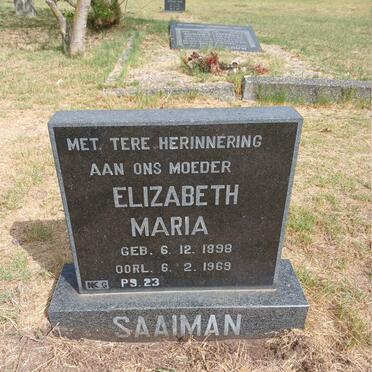 MET. TERE HERINNERING
AAN ONS MOEDER
ELIZABETH
MARIA
GEB. 6. 12. 1898
OORL. 6. 2. 1969
NG PS. 23
SAAIMAN